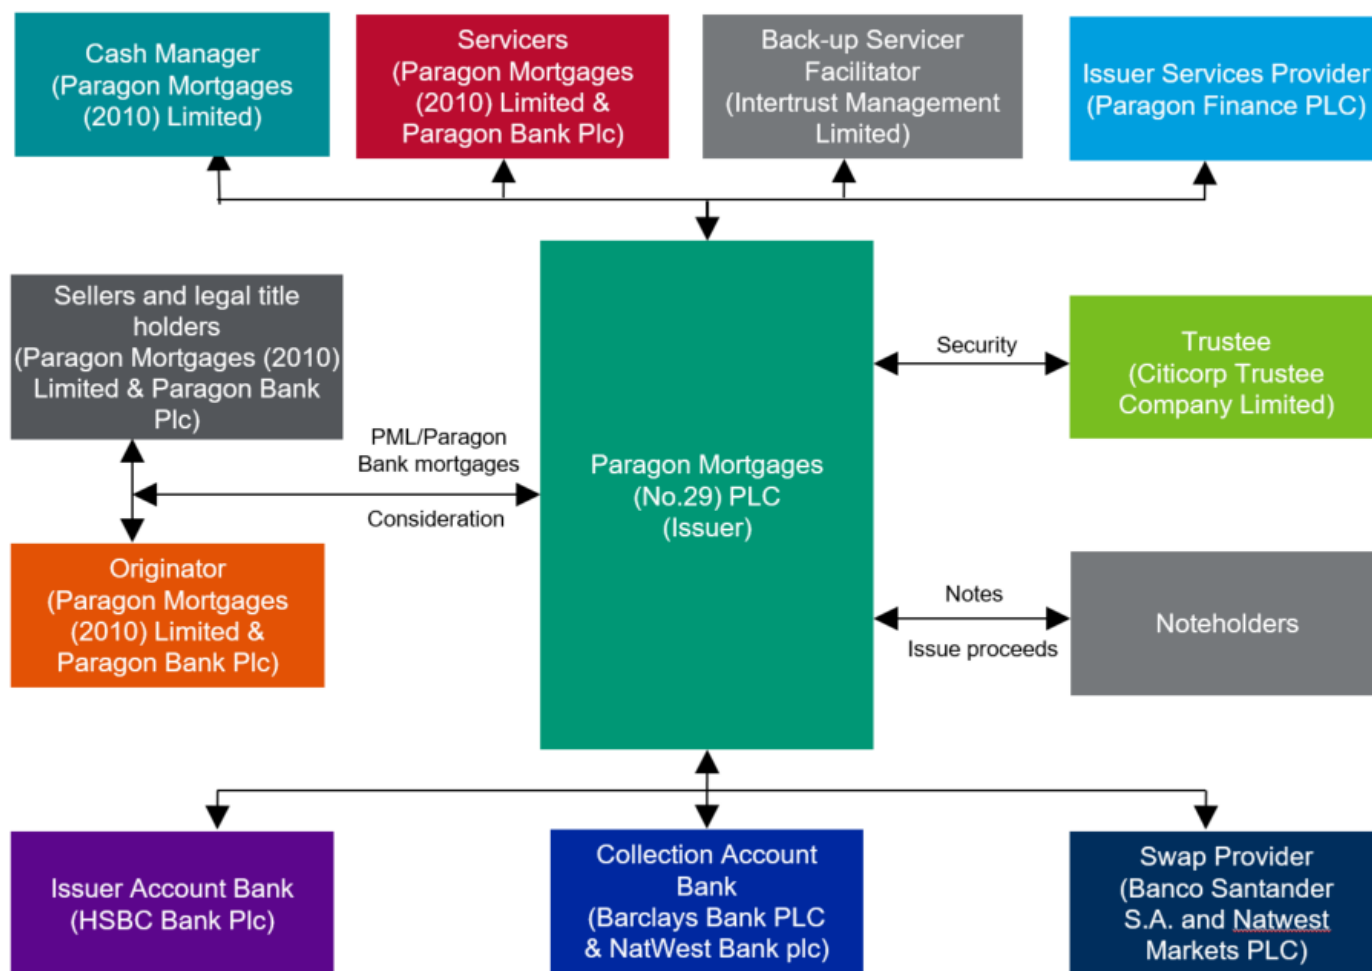 Cash Manager
(Paragon Mortgages
(2010) Limited)
Servicers
(Paragon Mortgages
(2010) Limited &
Paragon Bank Plc)
Back-up Servicer
Facilitator
(Intertrust Management
Limited)
Issuer Services Provider
(Paragon Finance PLC)
Sellers and legal title
holders
(Paragon Mortgages (2010)
Limited & Paragon Bank
Plc)
PML/Paragon
Bank mortgages
Consideration
Originator
(Paragon Mortgages
(2010) Limited &
Paragon Bank Plc)
Paragon Mortgages
(No.29) PLC
(Issuer)
Security
Trustee
(Citicorp Trustee
Company Limited)
Notes
Issue proceeds
Noteholders
Issuer Account Bank
(HSBC Bank Plc)
Collection Account
Bank
(Barclays Bank PLC
& NatWest Bank plc)
Swap Provider
(Banco Santander
S.A. and Natwest
Markets PLC)